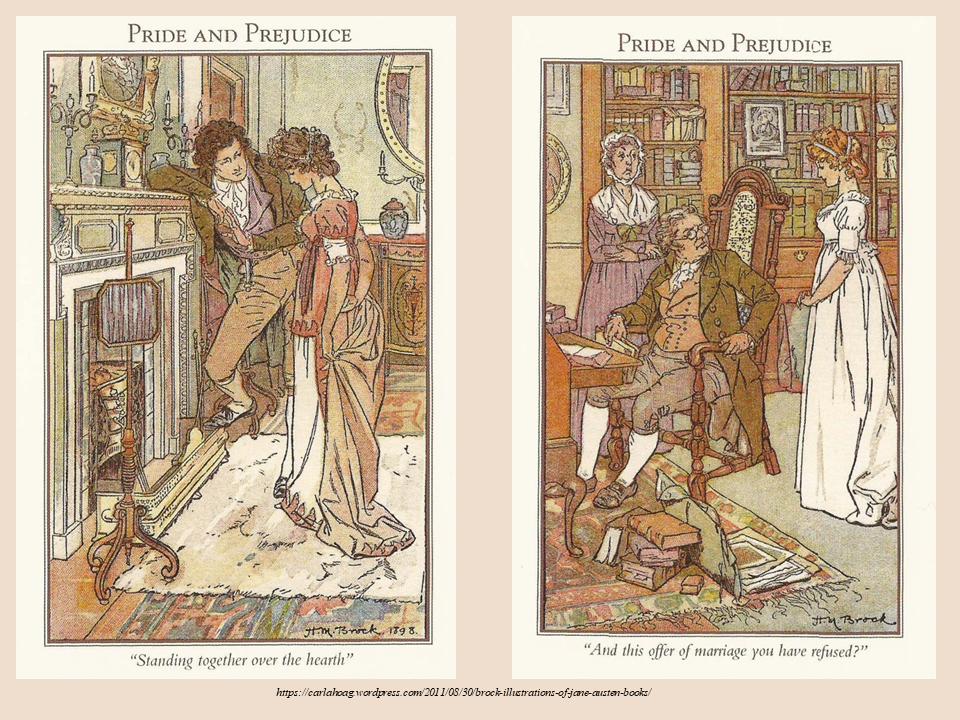 PRIDE AND PREJUDICE
H.M. Brock 1898.
"Standing together over the hearth"
PRIDE AND PREJUDICE
H.M. Brock
"And this offer of marriage you have refused?"
https://carlahoag.wordpress.com/2011/08/30/brock-illustrations-of-jane-austen-books/